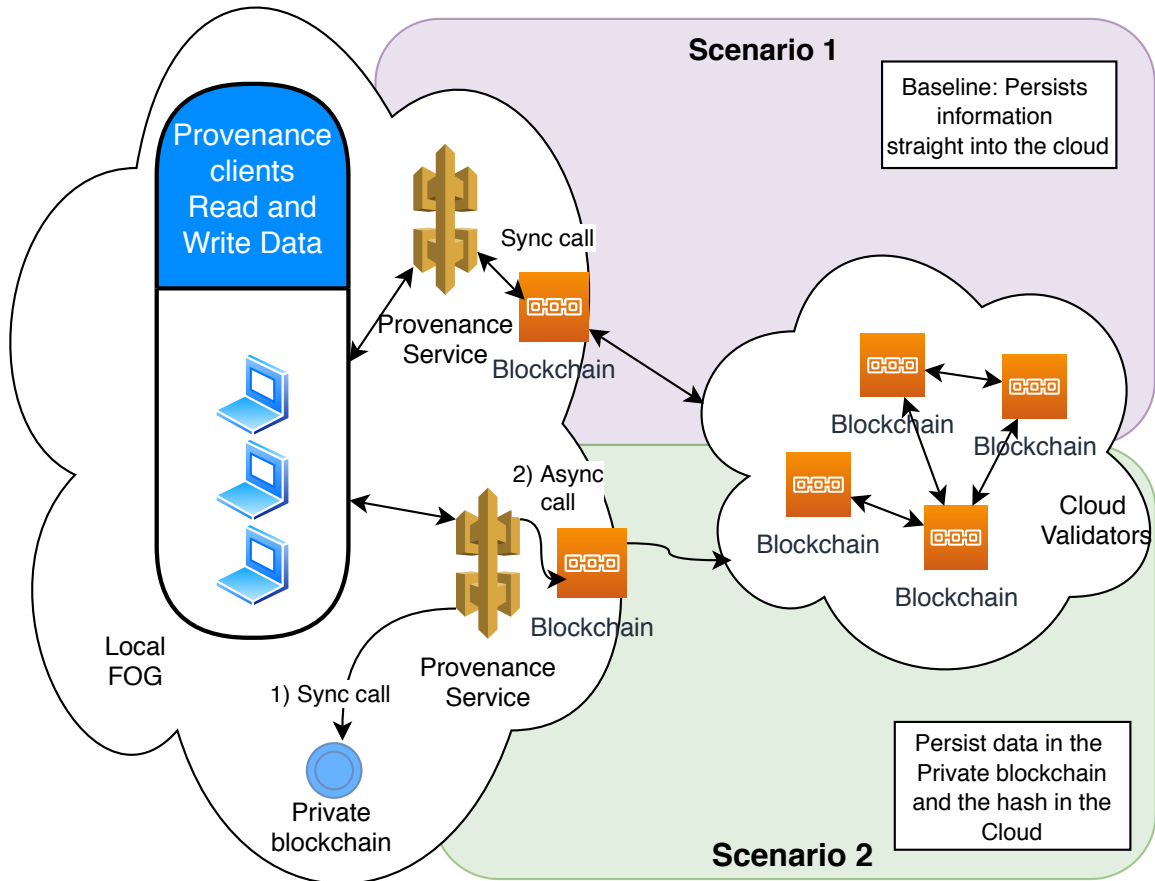 Scenario 1
Baseline: Persists
information
straight into the cloud
Provenance
clients
Read and
Write Data
Sync call
Provenance
Service
Blockchain
Blockchain
Blockchain
Blockchain
Blockchain
Cloud
Validators
2) Async
call
Blockchain
Provenance
Service
Local
FOG
1) Sync call
Private
blockchain
Persist data in the
Private blockchain
and the hash in the
Cloud
Scenario 2